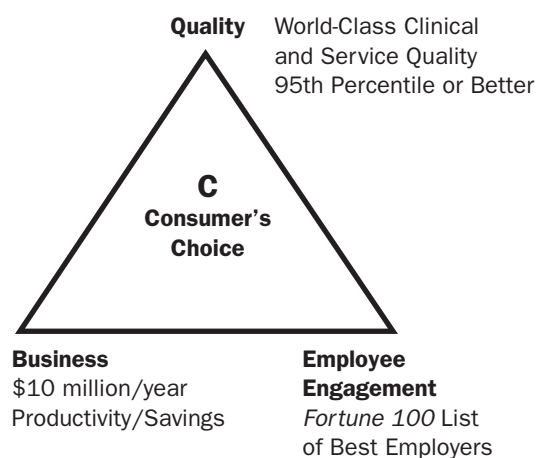 Quality World-Class Clinical
and Service Quality
95th Percentile or Better
C
Consumer's
Choice
Business
$10 million/year
Productivity/Savings
Employee
Engagement
Fortune 100 List
of Best Employers